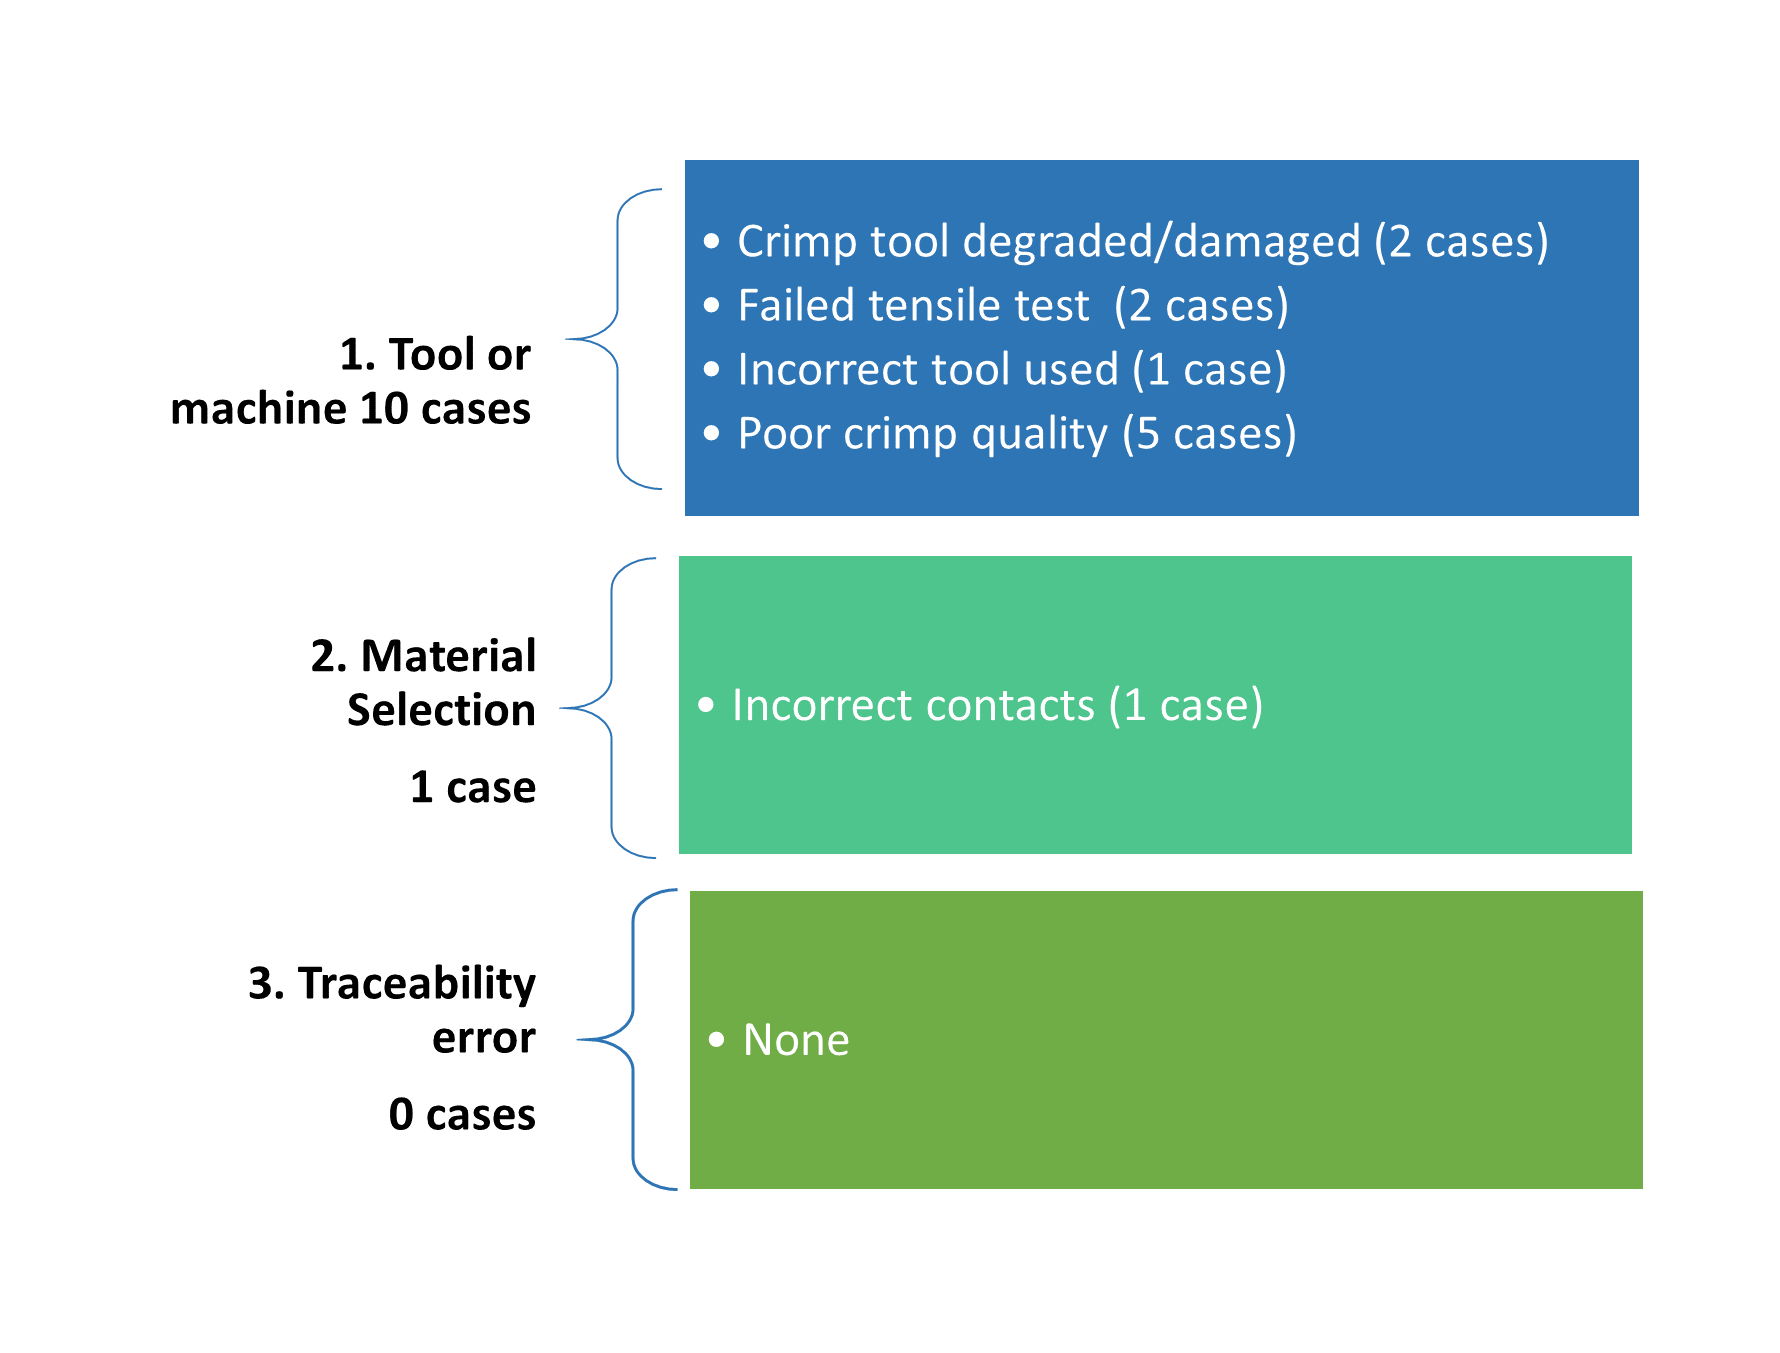 1. Tool or
machine 10 cases
• Crimp tool degraded/damaged (2 cases)
• Failed tensile test  (2 cases)
• Incorrect tool used (1 case)
• Poor crimp quality (5 cases)
2. Material
Selection
1 case
• Incorrect contacts (1 case)
3. Traceability
error
0 cases
• None